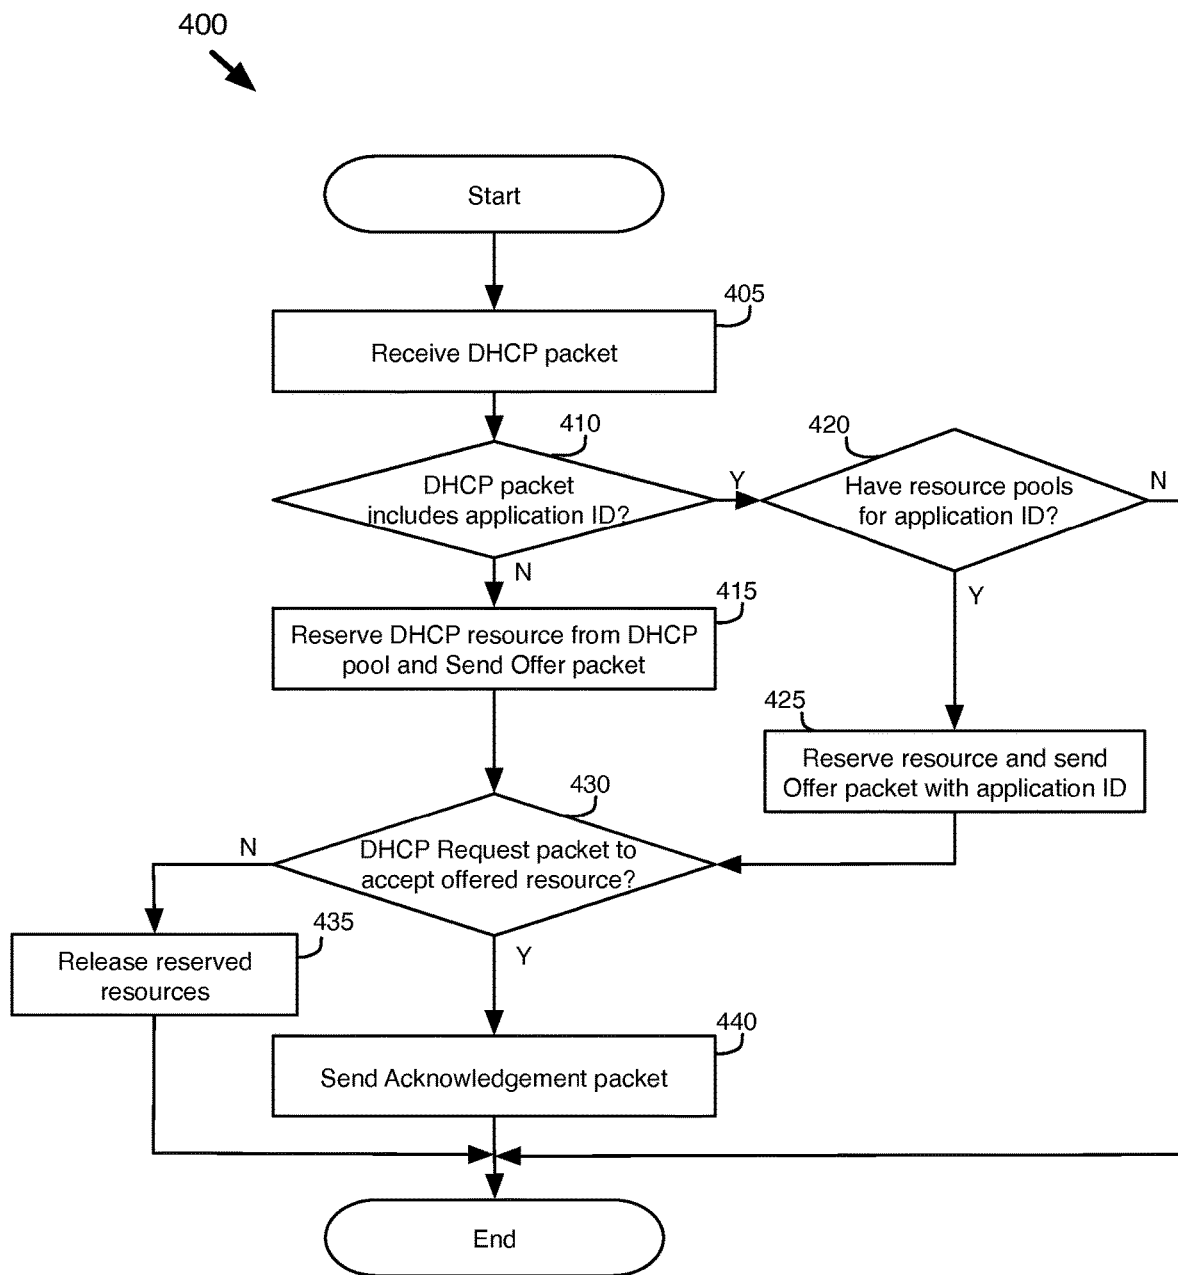 400
Start
405
Receive DHCP packet
410
420
DHCP packet
includes application ID?
Y
Have resource pools
for application ID?
N
N
Y
415
Reserve DHCP resource from DHCP
pool and Send Offer packet
425
Reserve resource and send
Offer packet with application ID
430
N
DHCP Request packet to
accept offered resource?
435
Y
Release reserved
resources
440
Send Acknowledgement packet
End